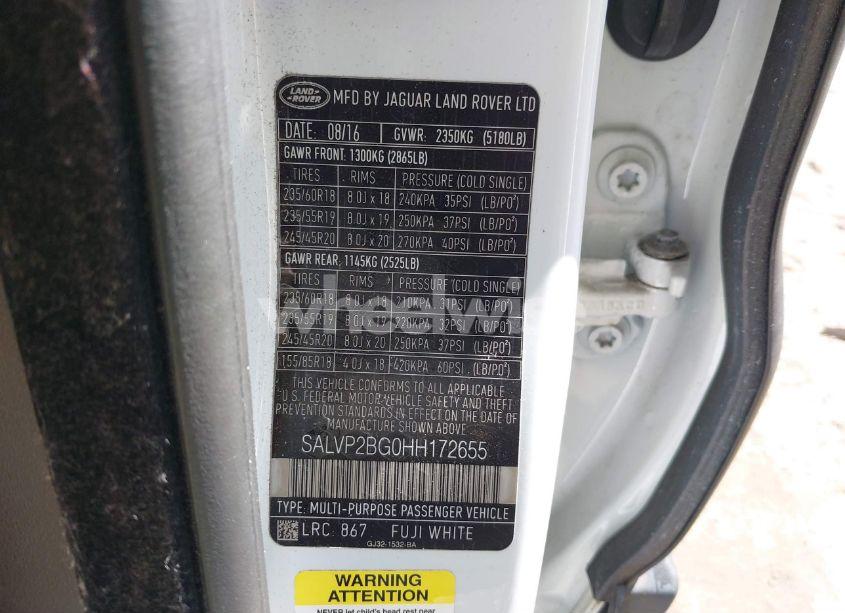 LAND
ROVER
MFD BY JAGUAR LAND ROVER LTD
DATE: 08/16 GVWR: 2350KG (5180LB)
GAWR FRONT: 1300KG (2865LB)
TIRES RIMS PRESSURE (COLD SINGLE)
235/60R18 8.0J x 18 240KPA 35PSI (LB/PO²)
235/55R19 8.0J x 19 250KPA 37PSI (LB/PO²)
245/45R20 8.0J x 20 270KPA 40PSI (LB/PO²)
GAWR REAR: 1145KG (2525LB)
TIRES RIMS PRESSURE (COLD SINGLE)
235/60R18 8.0J x 18 210KPA 31PSI (LB/PO²)
235/55R19 8.0J x 19 220KPA 32PSI (LB/PO²)
245/45R20 8.0J x 20 250KPA 37PSI (LB/PO²)
155/85R18 4.0J x 18 420KPA 60PSI (LB/PO²)
THIS VEHICLE CONFORMS TO ALL APPLICABLE
U.S. FEDERAL MOTOR VEHICLE SAFETY AND THEFT
PREVENTION STANDARDS IN EFFECT ON THE DATE OF
MANUFACTURE SHOWN ABOVE
SALVP2BG0HH172655
TYPE: MULTI-PURPOSE PASSENGER VEHICLE
LRC: 867 FUJI WHITE
GJ32-1532-BA
WARNING
ATTENTION
NEVER let child's head rest near